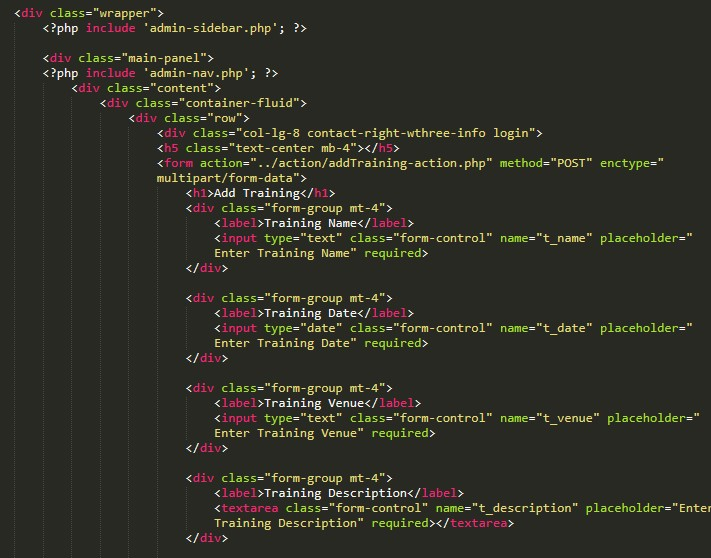 <div class="wrapper">
<?php include 'admin-sidebar.php'; ?>
<div class="main-panel">
<?php include 'admin-nav.php'; ?>
<div class="content">
<div class="container-fluid">
<div class="row">
<div class="col-lg-8 contact-right-wthree-info login">
<h5 class="text-center mb-4"></h5>
<form action="../action/addTraining-action.php" method="POST" enctype="
multipart/form-data">
<h1>Add Training</h1>
<div class="form-group mt-4">
<label>Training Name</label>
<input type="text" class="form-control" name="t_name" placeholder="
Enter Training Name" required>
</div>
<div class="form-group mt-4">
<label>Training Date</label>
<input type="date" class="form-control" name="t_date" placeholder="
Enter Training Date" required>
</div>
<div class="form-group mt-4">
<label>Training Venue</label>
<input type="text" class="form-control" name="t_venue" placeholder="
Enter Training Venue" required>
</div>
<div class="form-group mt-4">
<label>Training Description</label>
<textarea class="form-control" name="t_description" placeholder="Enter
Training Description" required></textarea>
</div>